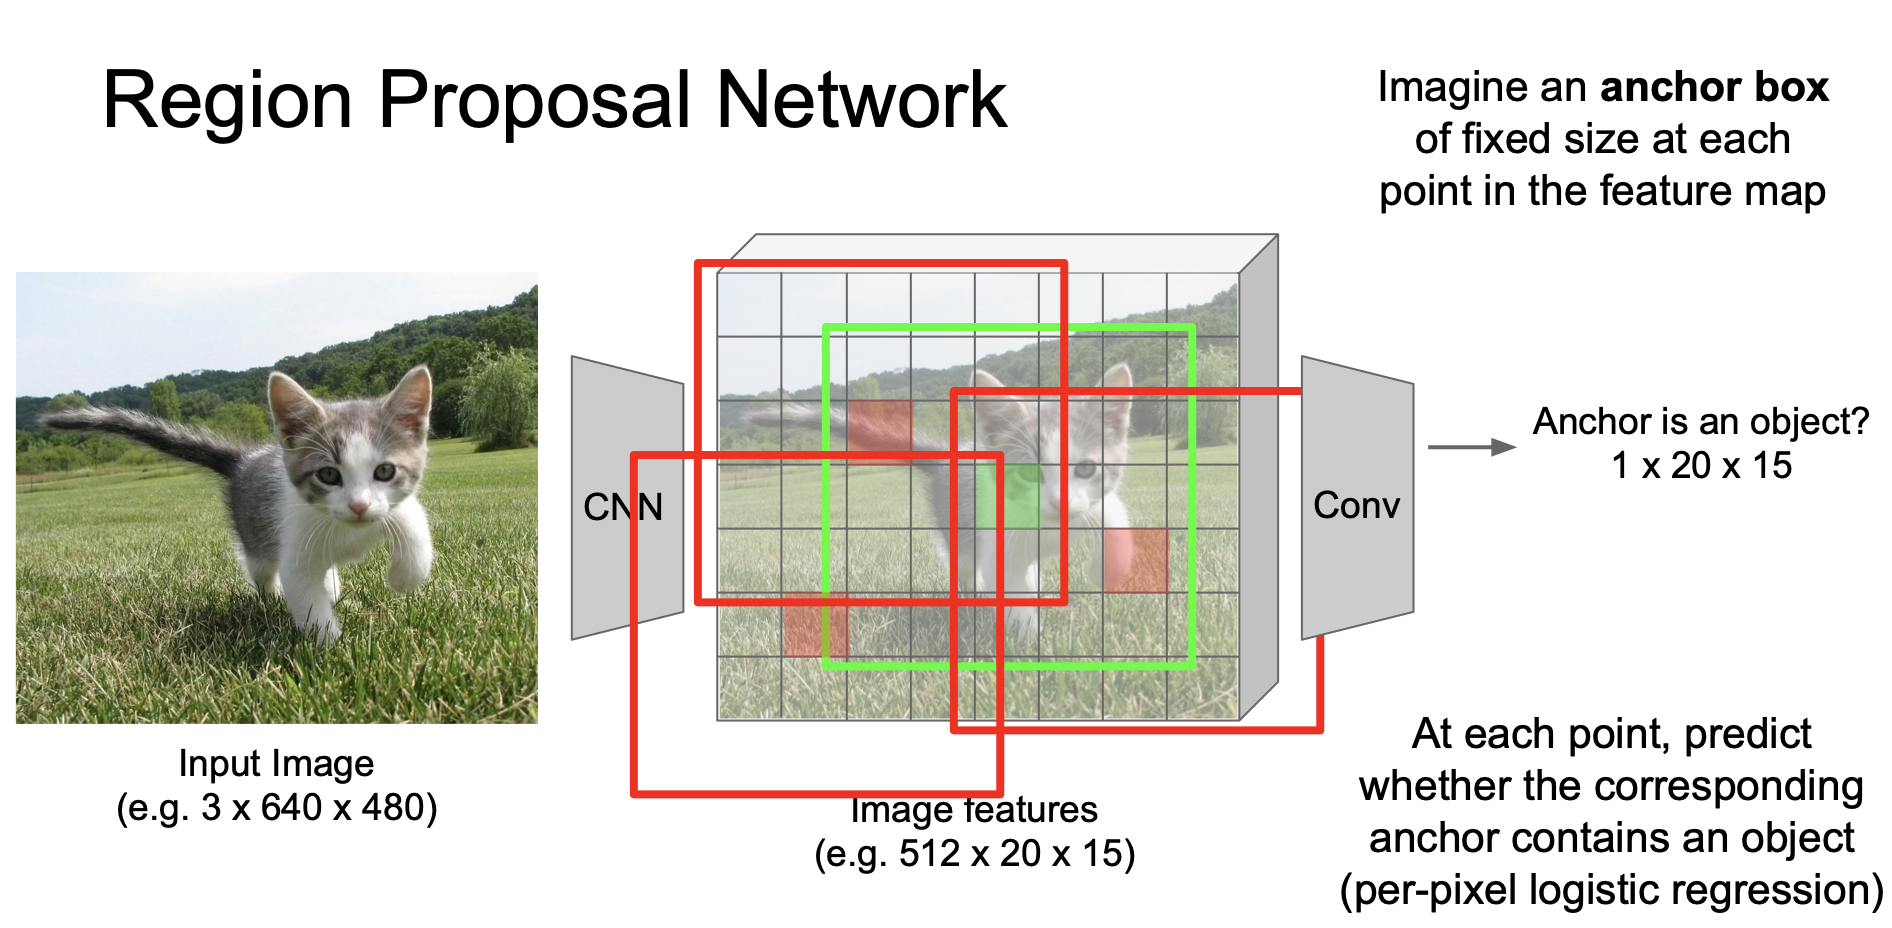 Region Proposal Network
Imagine an anchor box
of fixed size at each
point in the feature map
CNN
Conv
Anchor is an object?
1 x 20 x 15
Input Image
(e.g. 3 x 640 x 480)
Image features
(e.g. 512 x 20 x 15)
At each point, predict
whether the corresponding
anchor contains an object
(per-pixel logistic regression)